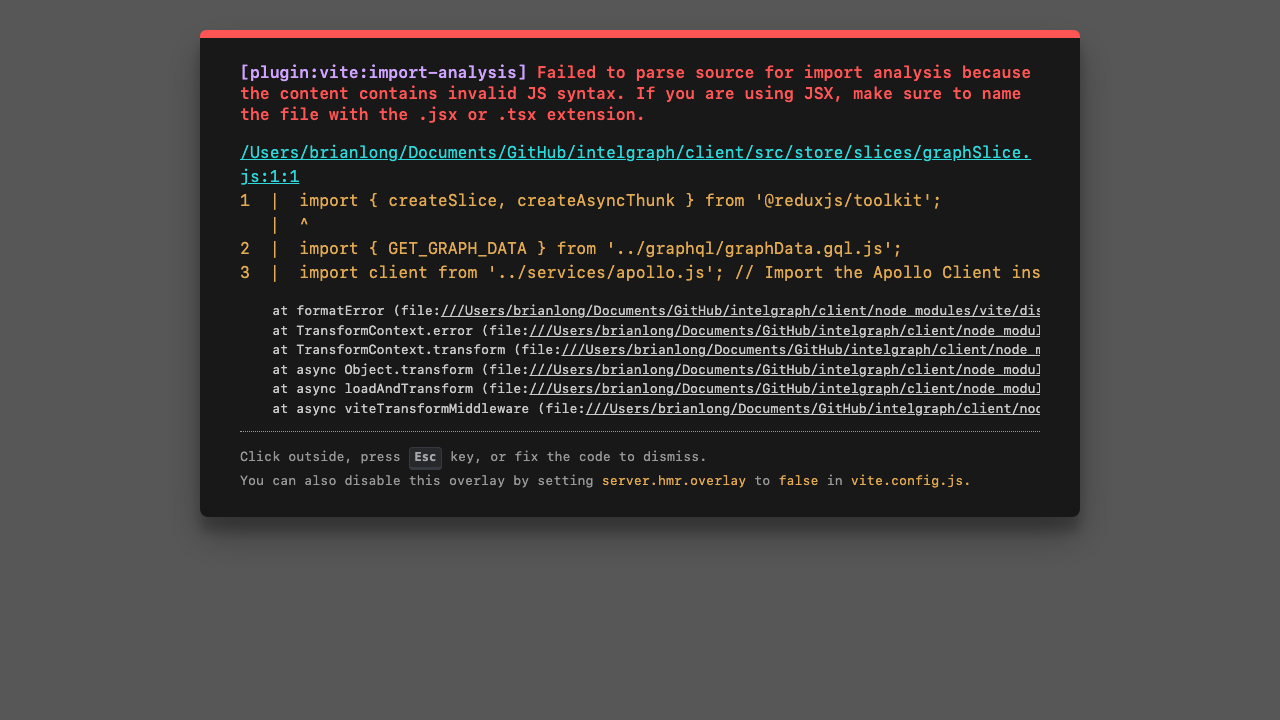 [plugin:vite:import-analysis] Failed to parse source for import analysis because
the content contains invalid JS syntax. If you are using JSX, make sure to name
the file with the .jsx or .tsx extension.
/Users/brianlong/Documents/GitHub/intelgraph/client/src/store/slices/graphSlice.
js:1:1
1  |  import { createSlice, createAsyncThunk } from '@reduxjs/toolkit';
   |  ^
2  |  import { GET_GRAPH_DATA } from '../graphql/graphData.gql.js';
3  |  import client from '../services/apollo.js'; // Import the Apollo Client ins
at formatError (file:///Users/brianlong/Documents/GitHub/intelgraph/client/node_modules/vite/dis
at TransformContext.error (file:///Users/brianlong/Documents/GitHub/intelgraph/client/node_modul
at TransformContext.transform (file:///Users/brianlong/Documents/GitHub/intelgraph/client/node_m
at async Object.transform (file:///Users/brianlong/Documents/GitHub/intelgraph/client/node_modul
at async loadAndTransform (file:///Users/brianlong/Documents/GitHub/intelgraph/client/node_modul
at async viteTransformMiddleware (file:///Users/brianlong/Documents/GitHub/intelgraph/client/noc
Click outside, press Esc key, or fix the code to dismiss.
You can also disable this overlay by setting server.hmr.overlay to false in vite.config.js.